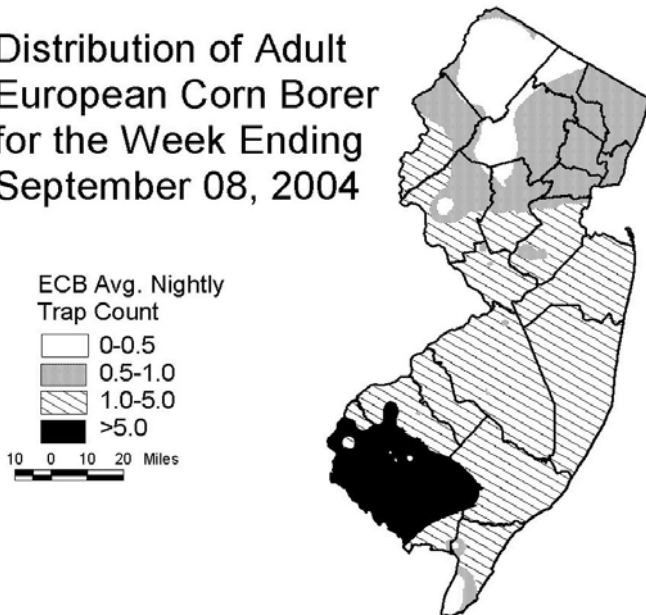 Distribution of Adult
European Corn Borer
for the Week Ending
September 08, 2004
ECB Avg. Nightly
Trap Count
0-0.5
0.5-1.0
1.0-5.0
>5.0
10 0 10 20 Miles